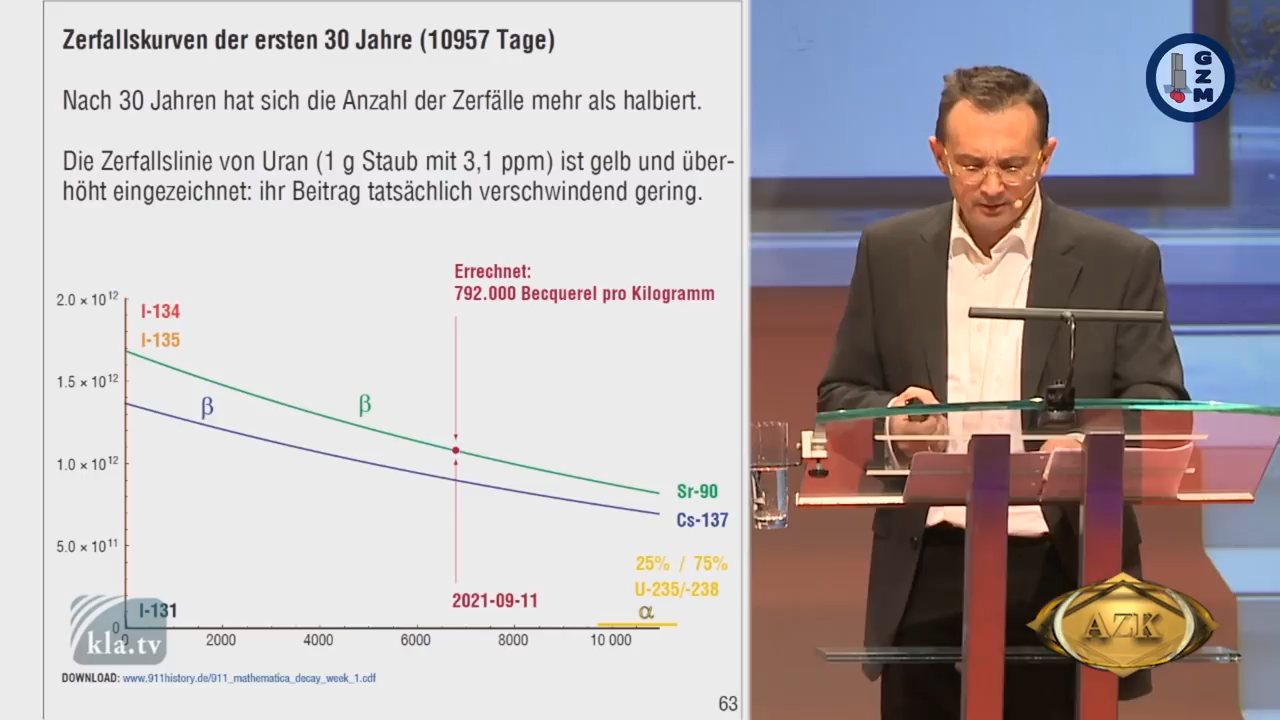 Zerfallskurven der ersten 30 Jahre (10957 Tage)
Nach 30 Jahren hat sich die Anzahl der Zerfälle mehr als halbiert.
Die Zerfallslinie von Uran (1 g Staub mit 3,1 ppm) ist gelb und über-
höht eingezeichnet: ihr Beitrag tatsächlich verschwindend gering.
Errechnet:
792.000 Becquerel pro Kilogramm
2.0 × 10¹²
I-134
I-135
1.5 × 10¹²
β
β
1.0 × 10¹²
Sr-90
Cs-137
5.0 × 10¹¹
25% / 75%
U-235/-238
α
2021-09-11
I-131
0
0
2000
4000
6000
8000
10 000
kla.tv
DOWNLOAD: www.911history.de/911_mathematica_decay_week_1.cdf
63
GZM
AZK